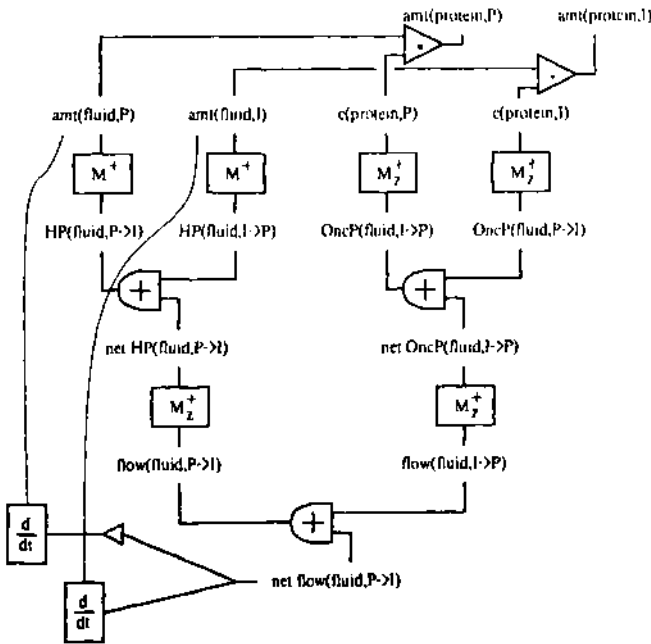 amt(protein,P)
amt(protein,I)
.
.
amt(fluid,P)
amt(fluid,I)
c(protein,P)
c(protein,I)
M+
M+
M+z
M+z
HP(fluid,P->I)
HP(fluid,I->P)
OncP(fluid,I->P)
OncP(fluid,P->I)
+
+
net HP(fluid,P->I)
net OncP(fluid,I->P)
M+z
M+z
flow(fluid,P->I)
flow(fluid,I->P)
d
dt
+
net flow(fluid,P->I)
d
dt